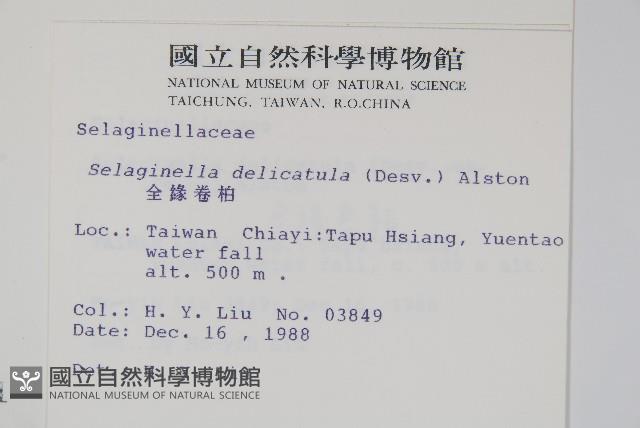 國立自然科學博物館
NATIONAL MUSEUM OF NATURAL SCIENCE
TAICHUNG, TAIWAN, R.O.CHINA
Selaginellaceae
Selaginella delicatula (Desv.) Alston
全緣卷柏
Loc.: Taiwan Chiayi:Tapu Hsiang, Yuentao
water fall
alt. 500 m .
Col.: H. Y. Liu No. 03849
Date: Dec. 16 , 1988
國立自然科學博物館
NATIONAL MUSEUM OF NATURAL SCIENCE